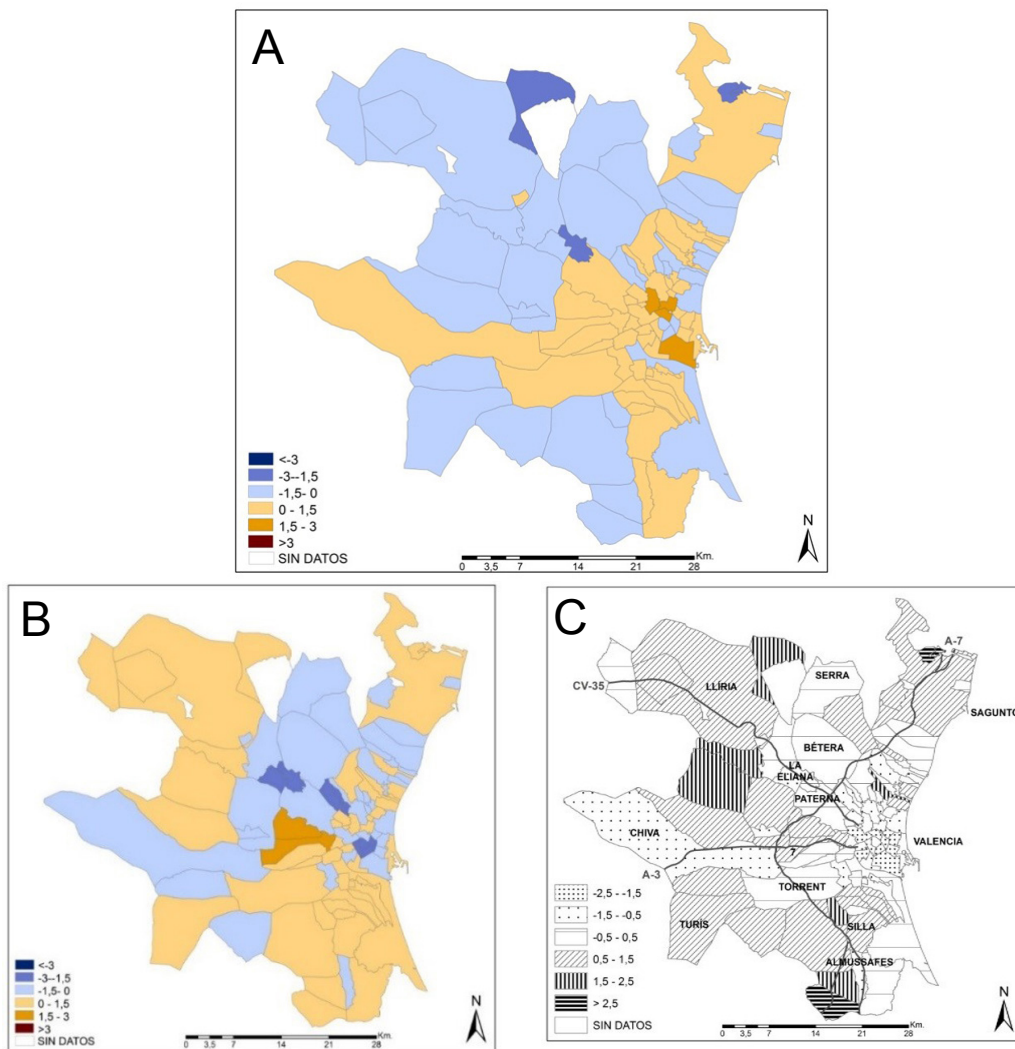 A
N
<-3
-3--1,5
-1,5- 0
0 - 1,5
1,5 - 3
>3
SIN DATOS
Km.
0 3,5 7 14 21 28
B
N
<-3
-3--1,5
-1,5- 0
0 - 1,5
1,5 - 3
>3
SIN DATOS
Km.
0 3,5 7 14 21 28
C
A-7
CV-35
LLÍRIA
SERRA
SAGUNTO
BÉTERA
LA
ELIANA
PATERNA
CHIVA
VALENCIA
7
A-3
TORRENT
TURÍS
SILLA
ALMUSSAFES
-2,5 - -1,5
-1,5 - -0,5
-0,5 - 0,5
0,5 - 1,5
1,5 - 2,5
> 2,5
SIN DATOS
N
Km.
0 3,5 7 14 21 28